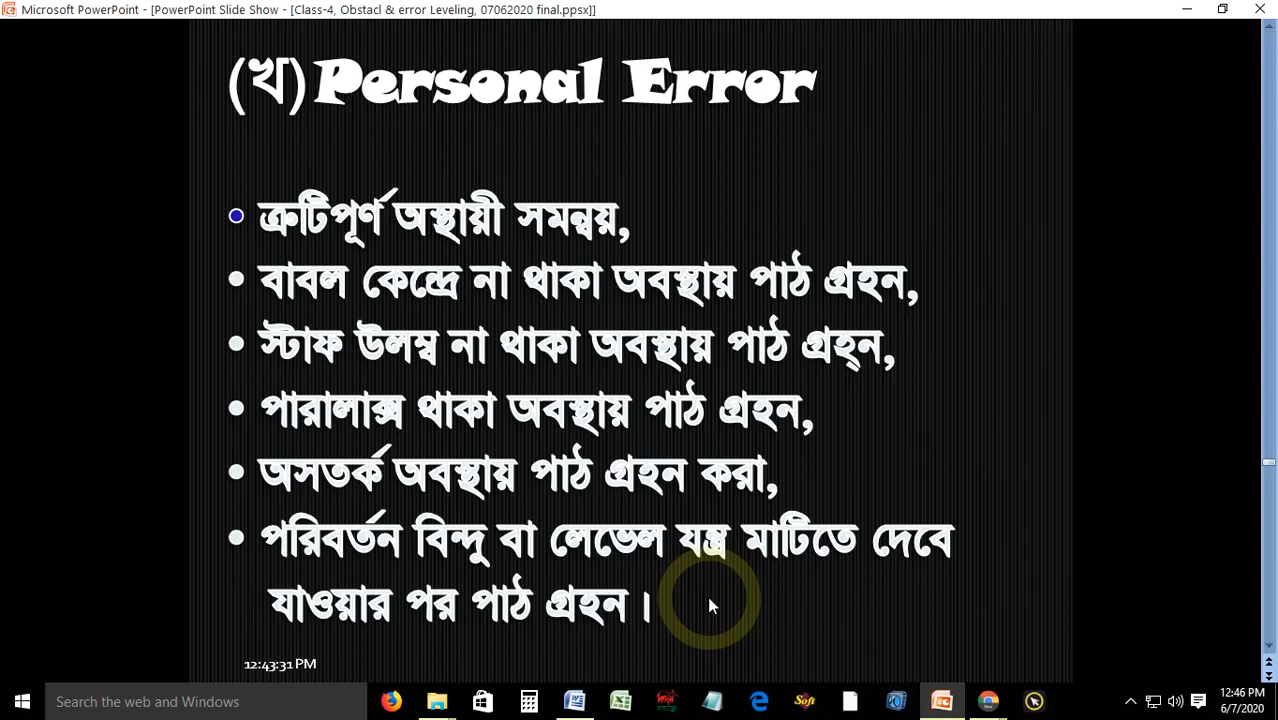 Microsoft PowerPoint - [PowerPoint Slide Show - [Class-4, Obstacl & error Leveling, 07062020 final.ppsx]]
(খ)Personal Error
• ত্রুটিপূর্ণ অস্থায়ী সমন্বয়,
• বাবল কেন্দ্রে না থাকা অবস্থায় পাঠ গ্রহন,
• স্টাফ উলম্ব না থাকা অবস্থায় পাঠ গ্রহ্ন,
• পারালাক্স থাকা অবস্থায় পাঠ গ্রহন,
• অসতর্ক অবস্থায় পাঠ গ্রহন করা,
• পরিবর্তন বিন্দু বা লেভেল যন্ত্র মাটিতে দেবে
যাওয়ার পর পাঠ গ্রহন।
12:43:31 PM
Search the web and Windows
Soft
12:46 PM
6/7/2020